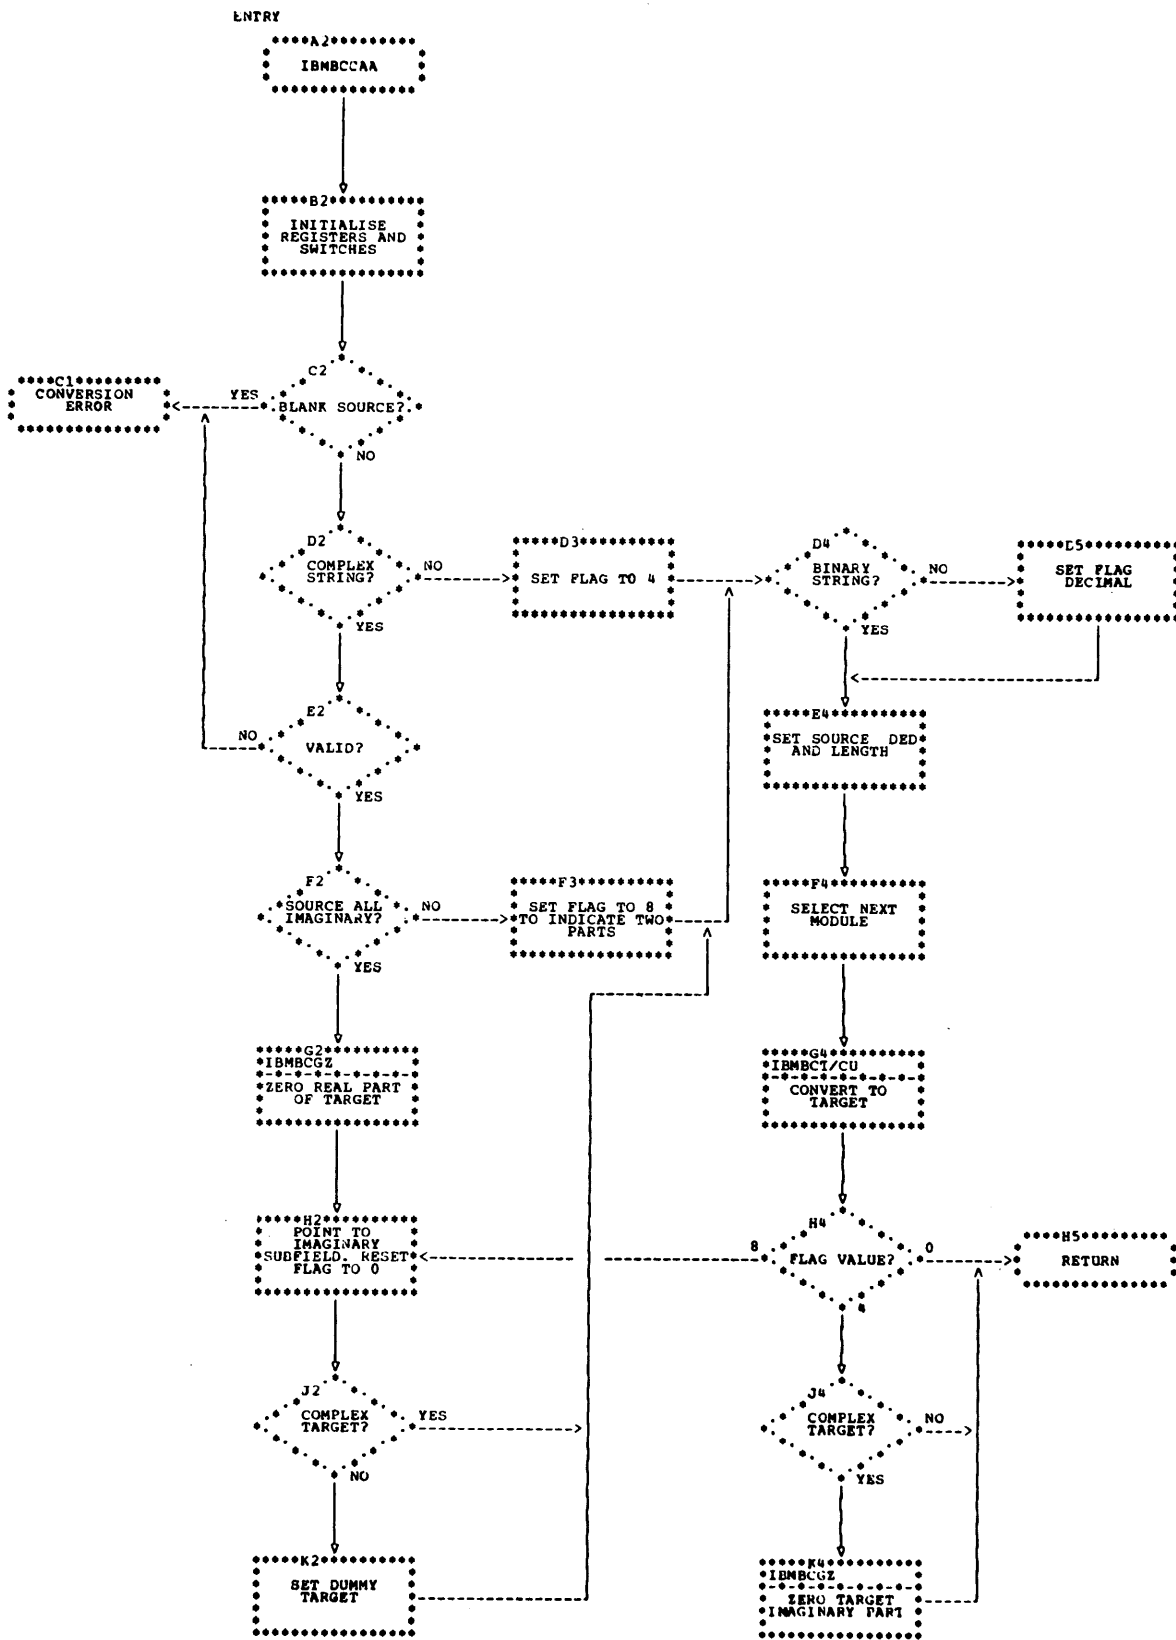 ENTRY
A2
IBMBCCAA
B2
INITIALISE
REGISTERS AND
SWITCHES
C1
CONVERSION
ERROR
YES
C2
BLANK SOURCE?
NO
D2
COMPLEX
STRING?
NO
YES
D3
SET FLAG TO 4
D4
BINARY
STRING?
NO
YES
D5
SET FLAG
DECIMAL
E2
NO
VALID?
YES
E4
SET SOURCE DED
AND LENGTH
F2
SOURCE ALL
IMAGINARY?
NO
YES
F3
SET FLAG TO 8
TO INDICATE TWO
PARTS
F4
SELECT NEXT
MODULE
G2
IBMBCGZ
ZERO REAL PART
OF TARGET
G4
IBMBCT/CU
CONVERT TO
TARGET
H2
POINT TO
IMAGINARY
SUBFIELD. RESET
FLAG TO 0
8
H4
FLAG VALUE?
0
4
H5
RETURN
J2
COMPLEX
TARGET?
YES
NO
J4
COMPLEX
TARGET?
NO
YES
K2
SET DUMMY
TARGET
K4
IBMBCGZ
ZERO TARGET
IMAGINARY PART